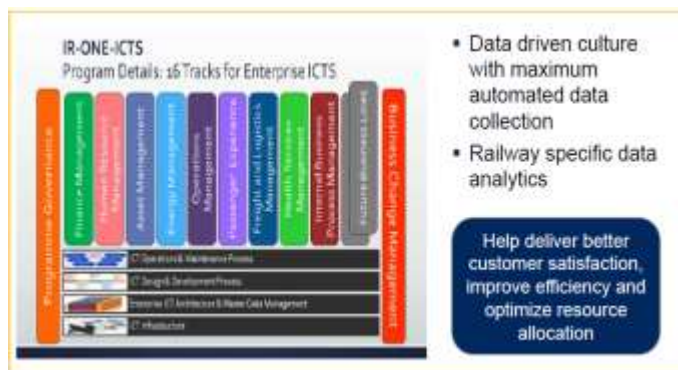 IR-ONE-ICTS
Program Details: 16 Tracks for Enterprise ICTS
Programme Governance
Finance Management
Human Resource
Management
Asset Management
Energy Management
Operations
Management
Passenger Experience
Freight and Logistics
Management
Health Services
Management
Internal Business
Process Management
Future Business Lines
Business Change Management
ICT Operations & Maintenance Process
ICT Design & Development Process
Enterprise ICT Architecture & Master Data Management
ICT Infrastructure
▪ Data driven culture
with maximum
automated data
collection
▪ Railway specific data
analytics
Help deliver better
customer satisfaction,
improve efficiency and
optimize resource
allocation